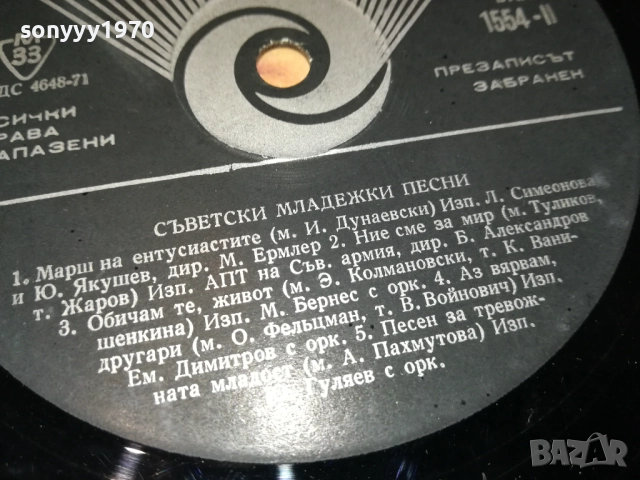 sonyyy1970
33
ДС 4648-71
1554-II
ПРЕЗАПИСЪТ
ЗАБРАНЕН
СИЧКИ
РАВА
АПАЗЕНИ
СЪВЕТСКИ МЛАДЕЖКИ ПЕСНИ
1. Марш на ентусиастите (м. И. Дунаевски) Изп. Л. Симеонова
и Ю. Якушев, дир. М. Ермлер 2. Ние сме за мир (м. Туликов,
т. Жаров) Изп. АПТ на Съв. армия, дир. Б. Александров
3. Обичам те, живот (м. Э. Колмановски, т. К. Вани-
шенкина) Изп. М. Бернес с орк. 4. Аз вярвам,
другари (м. О. Фельцман, т. В. Войнович) Изп.
Ем. Димитров с орк. 5. Песен за тревож-
ната младост (м. А. Пахмутова) Изп.
Гуляев с орк.
sonyyy1970
BAZAR